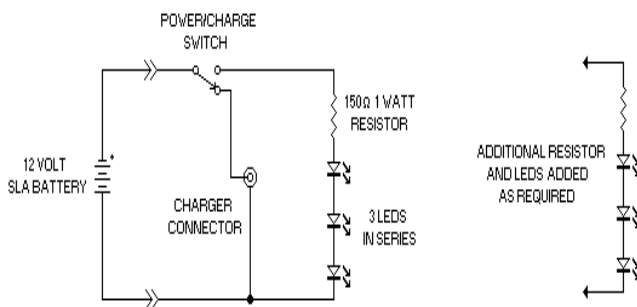 POWER/CHARGE
SWITCH
150Ω 1 WATT
RESISTOR
12 VOLT
SLA BATTERY
+
CHARGER
CONNECTOR
3 LEDS
IN SERIES
ADDITIONAL RESISTOR
AND LEDS ADDED
AS REQUIRED